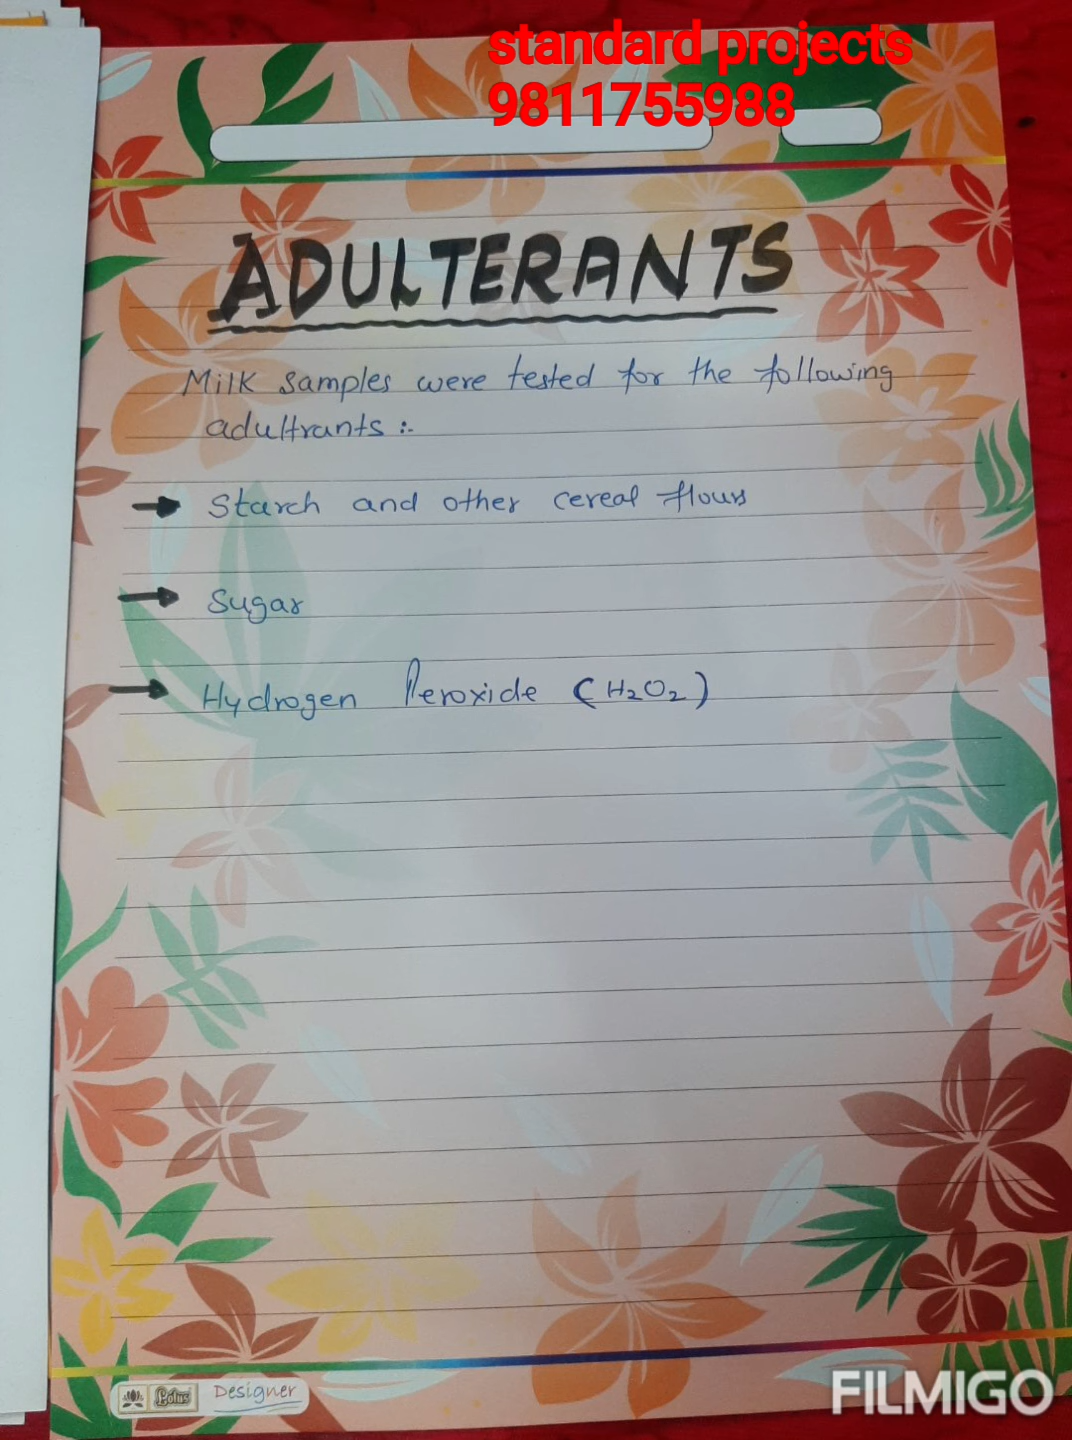 standard projects
9811755988
ADULTERANTS
Milk samples were tested for the following
adultrants :-
→ Starch and other cereal flours
→ Sugar
→ Hydrogen Peroxide (H₂O₂)
Lotus Designer
FILMIGO